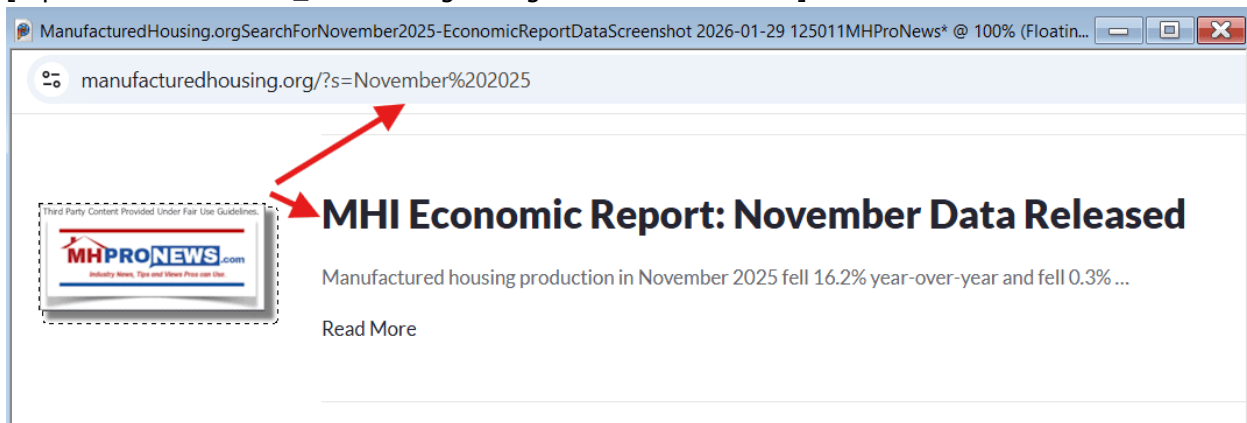 ManufacturedHousing.orgSearchForNovember2025-EconomicReportDataScreenshot 2026-01-29 125011MHProNews* @ 100% (Floatin...
manufacturedhousing.org/?s=November%202025
Third Party Content Provided Under Fair Use Guidelines.
MHPRONEWS.com
Industry News, Tips and Views Pros can Use.
MHI Economic Report: November Data Released
Manufactured housing production in November 2025 fell 16.2% year-over-year and fell 0.3% ...
Read More